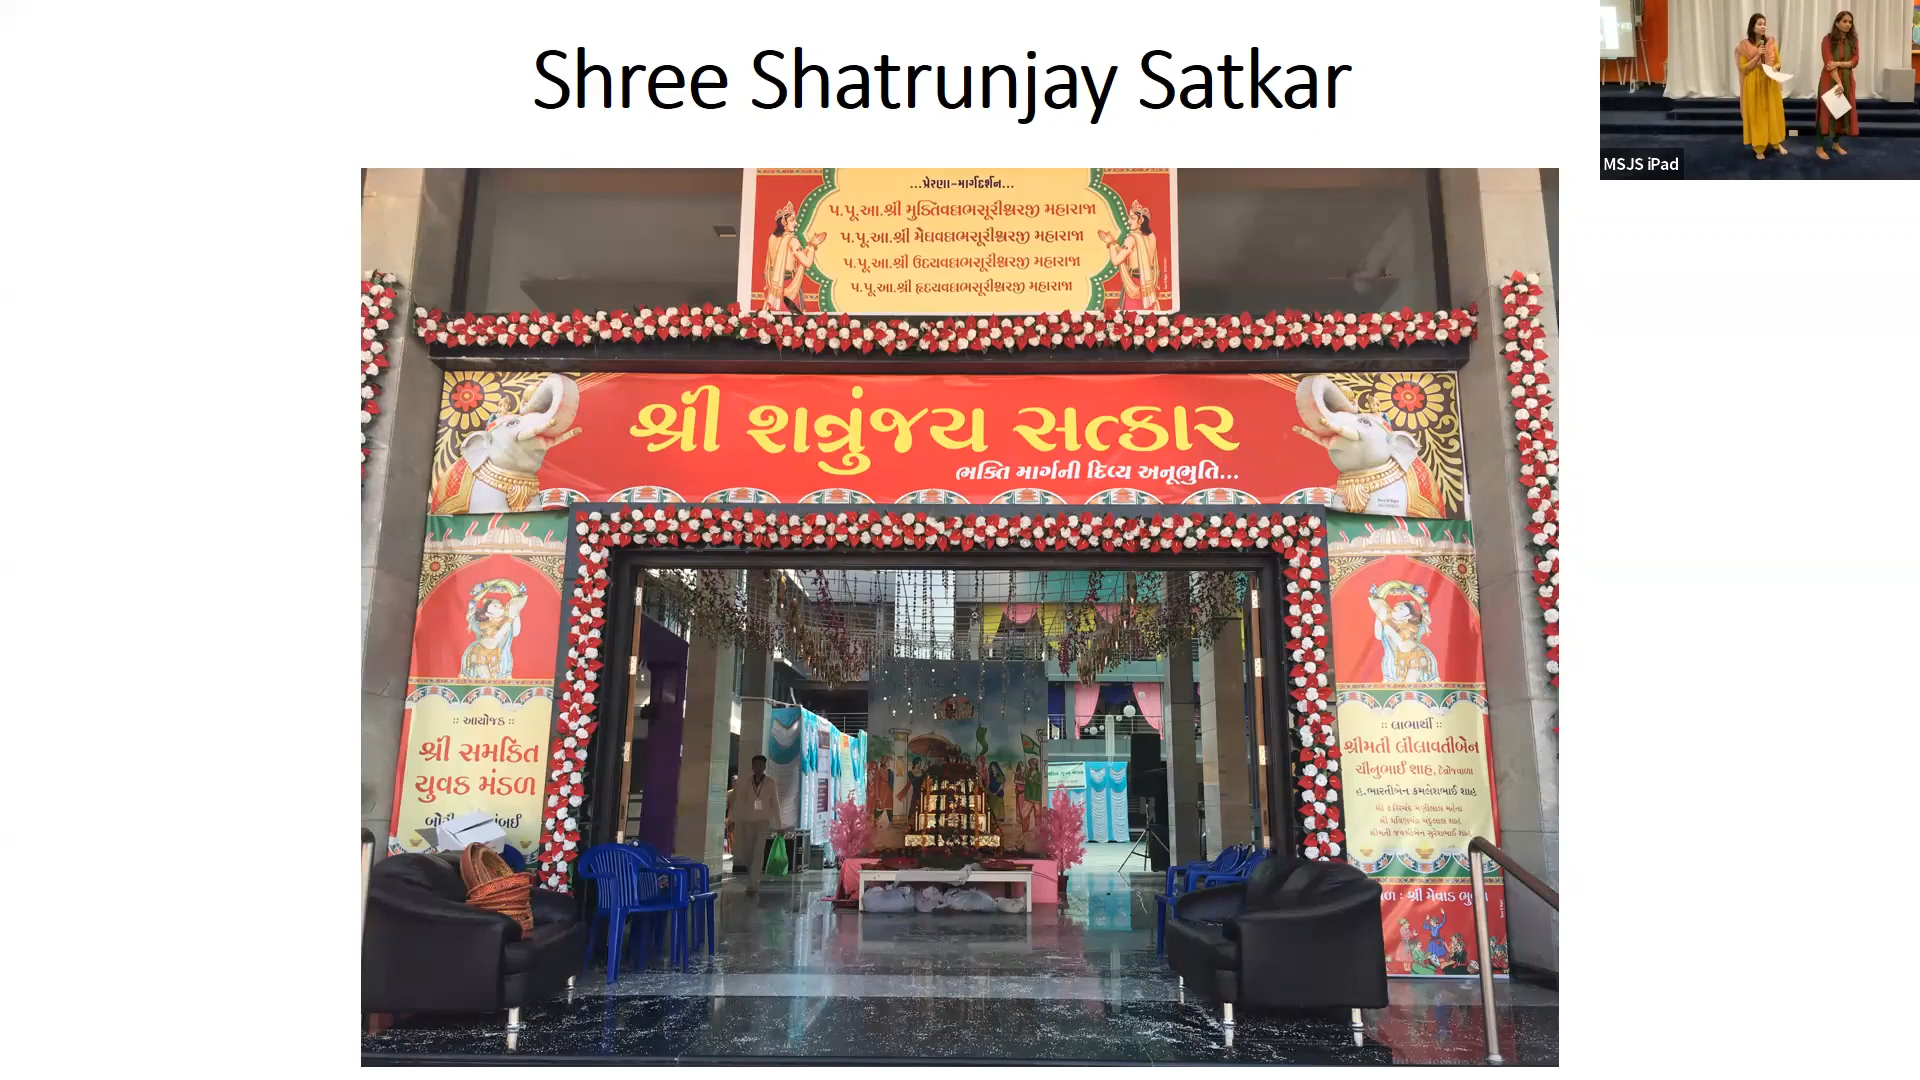 Shree Shatrunjay Satkar
MSJS iPad
...પ્રેરણા-માર્ગદર્શન...
પ.પૂ.આ.શ્રી મુક્તિવલ્લભસૂરીશ્વરજી મહારાજા
પ.પૂ.આ.શ્રી મેઘવલ્લભસૂરીશ્વરજી મહારાજા
પ.પૂ.આ.શ્રી ઉદયવલ્લભસૂરીશ્વરજી મહારાજા
પ.પૂ.આ.શ્રી હૃદયવલ્લભસૂરીશ્વરજી મહારાજા
શ્રી શત્રુંજય સત્કાર
ભક્તિ માર્ગની દિવ્ય અનૂભુતિ...
:: આયોજક ::
શ્રી સમકિત
યુવક મંડળ
:: લાભાર્થી ::
શ્રીમતી લીલાવતીબેન
ચીનુભાઈ શાહ,
હ.ભારતીબેન કમલેશભાઈ શાહ
શ્રી મેવાડ